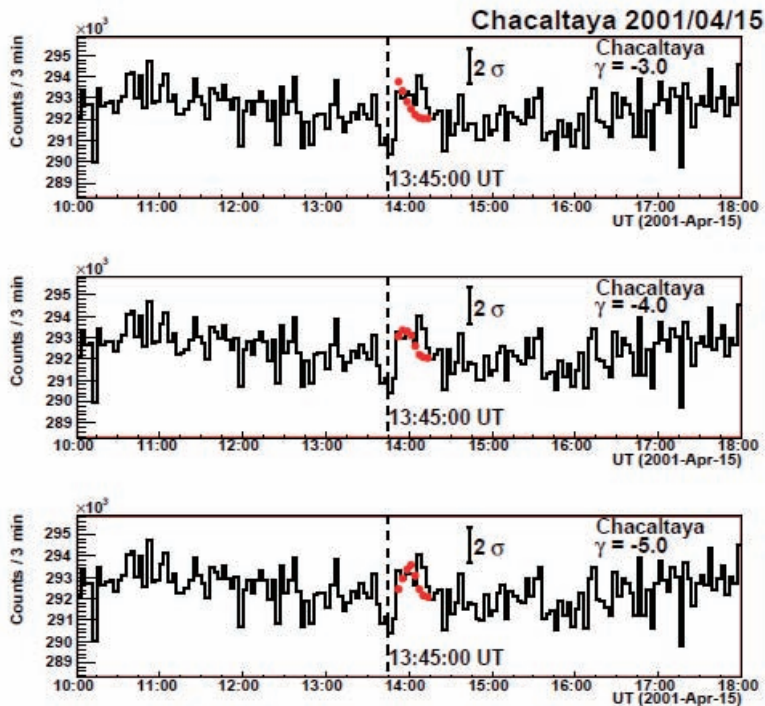 Chacaltaya 2001/04/15
×10³
Counts / 3 min
295
294
293
292
291
290
289
2 σ
Chacaltaya
γ = -3.0
13:45:00 UT
10:00 11:00 12:00 13:00 14:00 15:00 16:00 17:00 18:00
UT (2001-Apr-15)
×10³
Counts / 3 min
295
294
293
292
291
290
289
2 σ
Chacaltaya
γ = -4.0
13:45:00 UT
10:00 11:00 12:00 13:00 14:00 15:00 16:00 17:00 18:00
UT (2001-Apr-15)
×10³
Counts / 3 min
295
294
293
292
291
290
289
2 σ
Chacaltaya
γ = -5.0
13:45:00 UT
10:00 11:00 12:00 13:00 14:00 15:00 16:00 17:00 18:00
UT (2001-Apr-15)